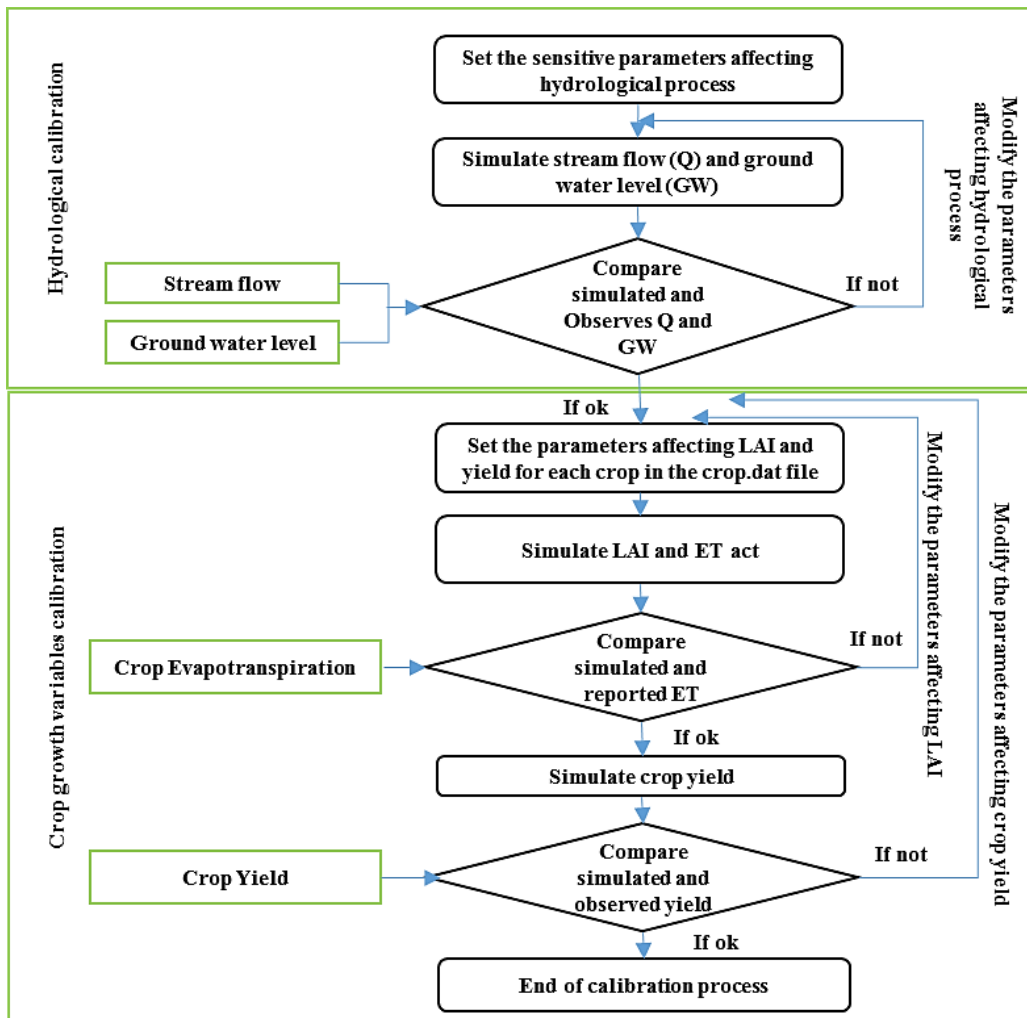 Hydrological calibration
Set the sensitive parameters affecting
hydrological process
Simulate stream flow (Q) and ground
water level (GW)
Modify the parameters
affecting hydrological
process
Stream flow
Ground water level
Compare
simulated and
Observes Q and
GW
If not
If ok
Crop growth variables calibration
Set the parameters affecting LAI and
yield for each crop in the crop.dat file
Simulate LAI and ET act
Crop Evapotranspiration
Compare
simulated and
reported ET
If not
Modify the parameters affecting LAI
If ok
Simulate crop yield
Crop Yield
Compare
simulated and
observed yield
If not
Modify the parameters affecting crop yield
If ok
End of calibration process